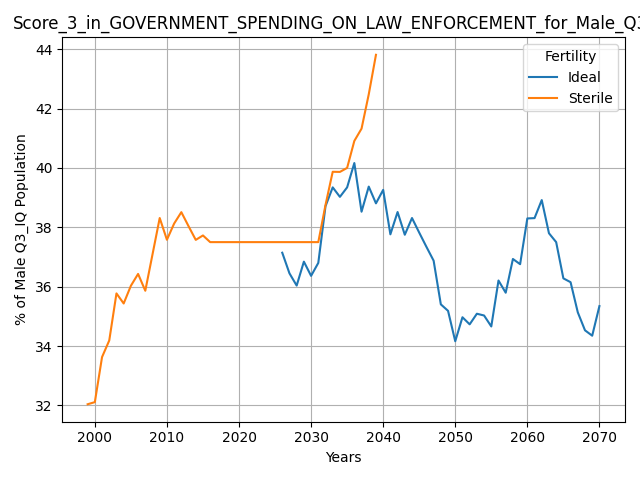 Score_3_in_GOVERNMENT_SPENDING_ON_LAW_ENFORCEMENT_for_Male_Q3
Fertility
Ideal
Sterile
% of Male Q3_IQ Population
44
42
40
38
36
34
32
2000 2010 2020 2030 2040 2050 2060 2070
Years